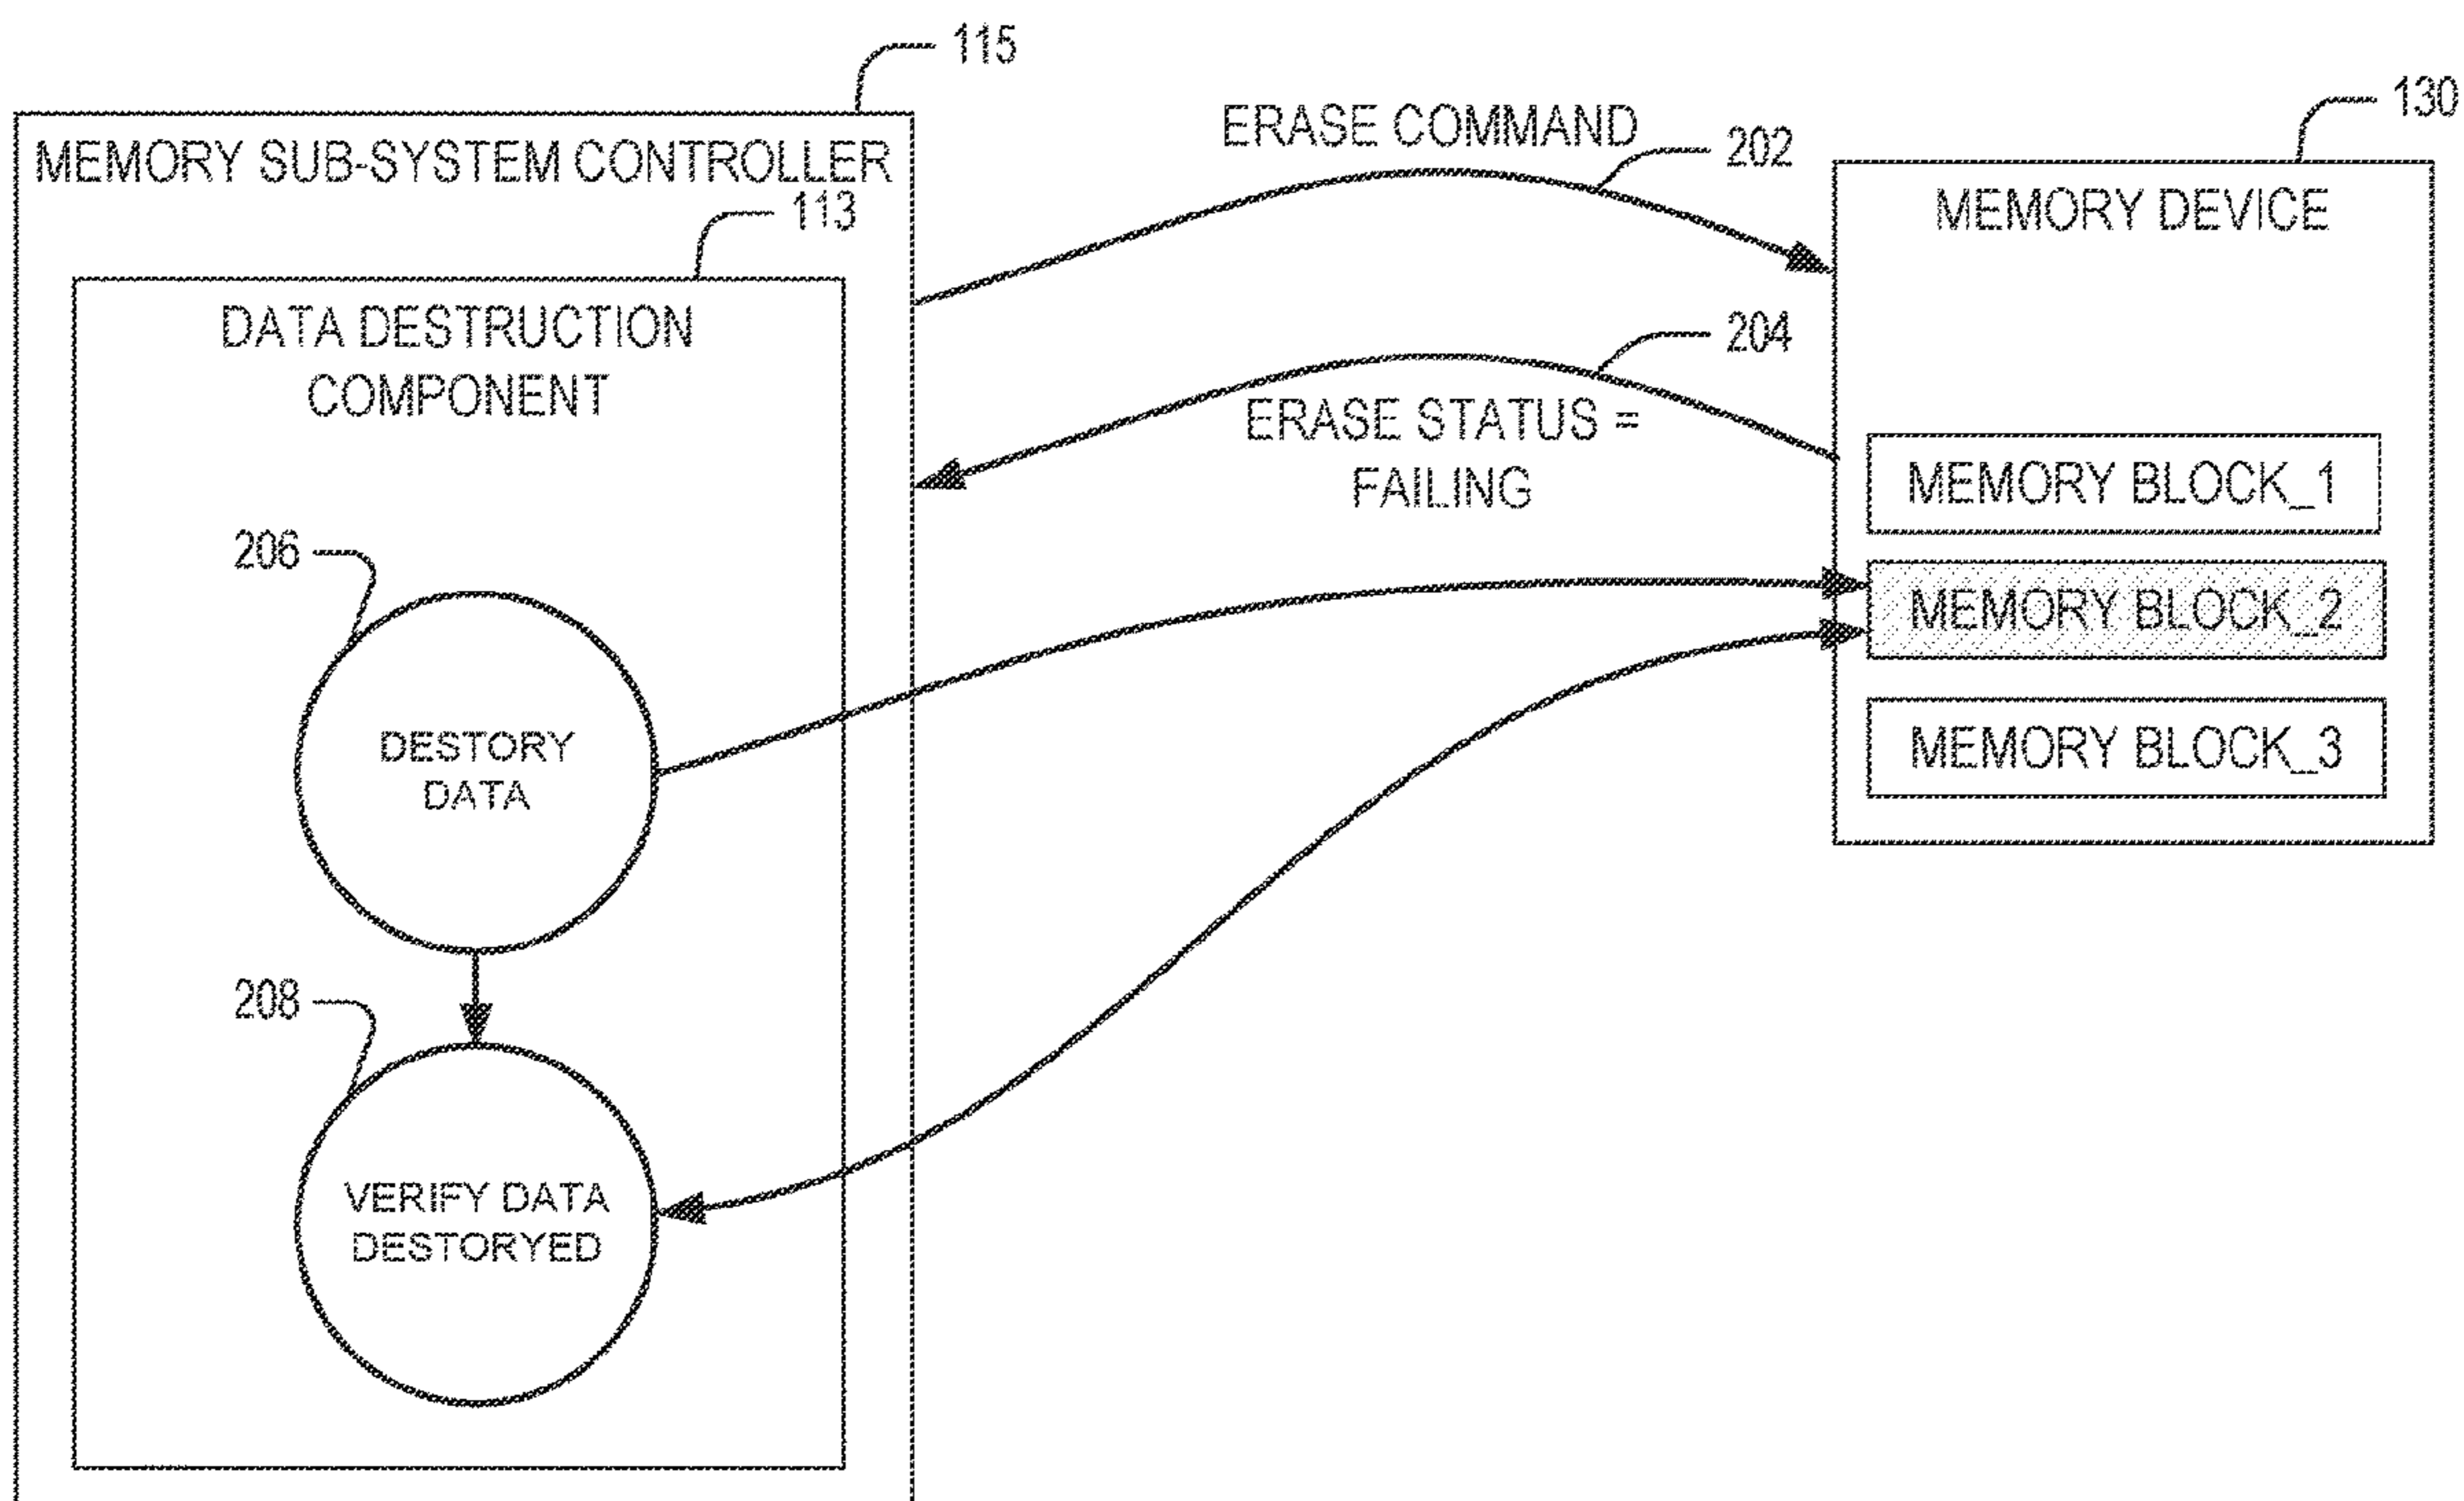 115
MEMORY SUB-SYSTEM CONTROLLER
113
DATA DESTRUCTION
COMPONENT
206
DESTORY
DATA
208
VERIFY DATA
DESTORYED
ERASE COMMAND
202
204
ERASE STATUS =
FAILING
130
MEMORY DEVICE
MEMORY BLOCK_1
MEMORY BLOCK_2
MEMORY BLOCK_3